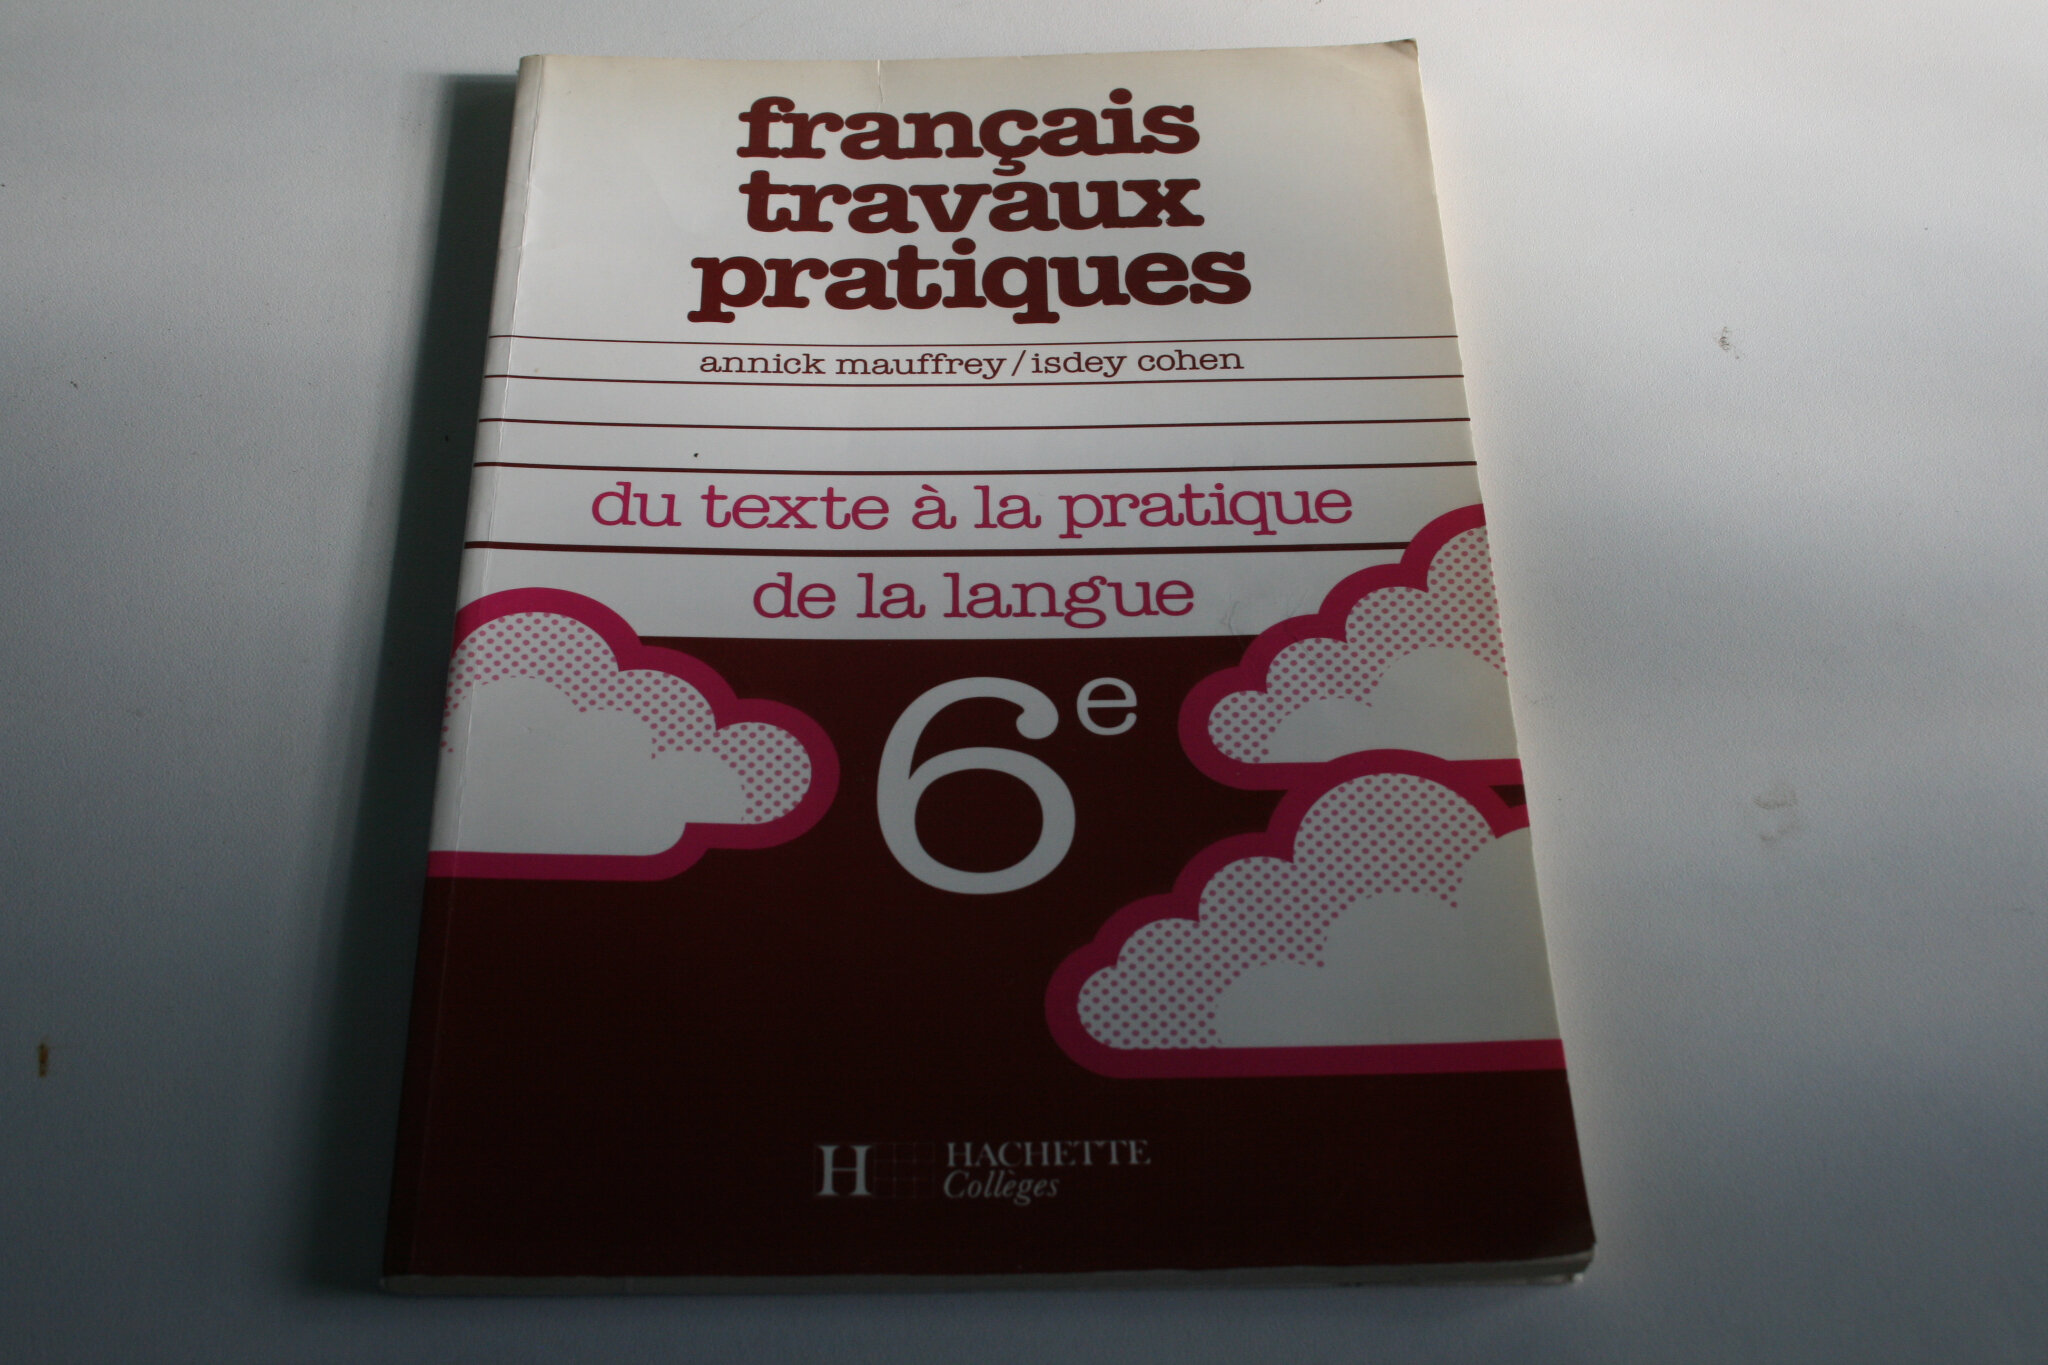 français
travaux
pratiques
annick mauffrey/isdey cohen
du texte à la pratique
de la langue
6e
H HACHETTE
Collèges